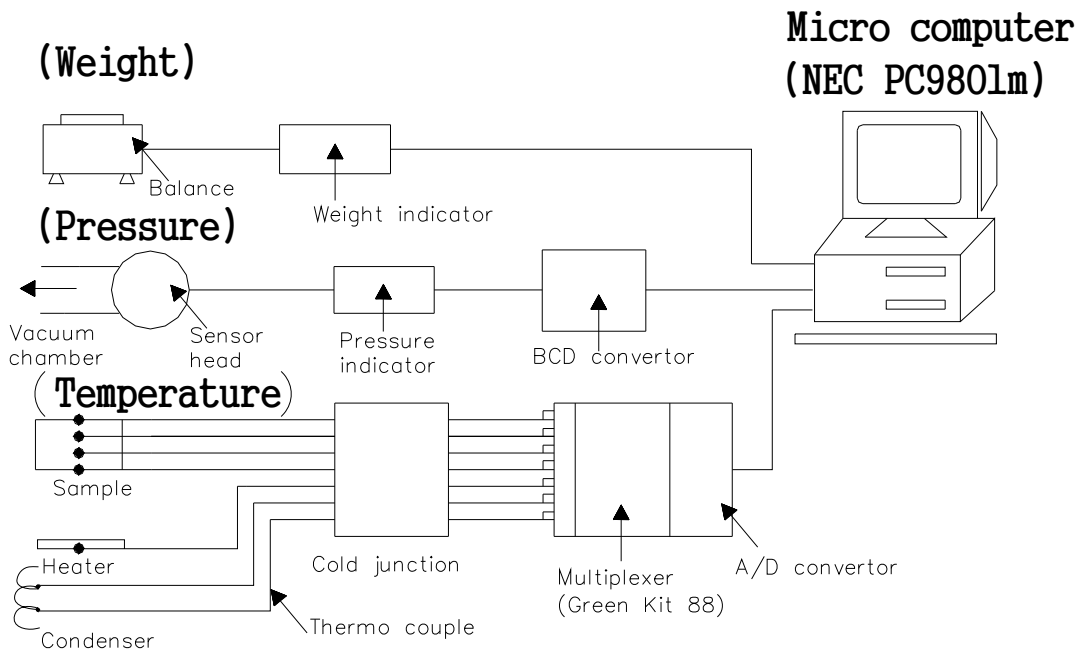 Micro computer
(NEC PC9801m)
(Weight)
Balance
Weight indicator
(Pressure)
Vacuum
chamber
Sensor
head
Pressure
indicator
BCD convertor
(Temperature)
Sample
Heater
Condenser
Cold junction
Thermo couple
Multiplexer
(Green Kit 88)
A/D convertor